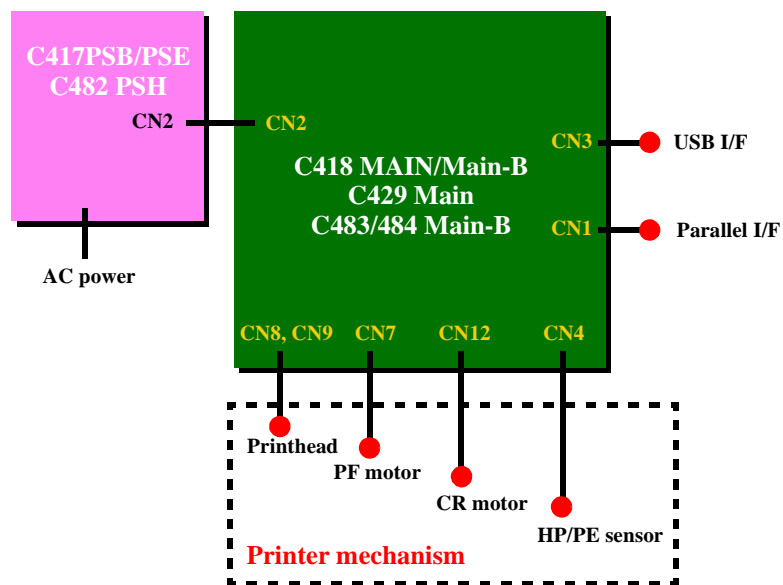 C417PSB/PSE
C482 PSH
CN2
CN2
AC power
C418 MAIN/Main-B
C429 Main
C483/484 Main-B
CN3
USB I/F
CN1
Parallel I/F
CN8, CN9
CN7
CN12
CN4
Printhead
PF motor
CR motor
HP/PE sensor
Printer mechanism